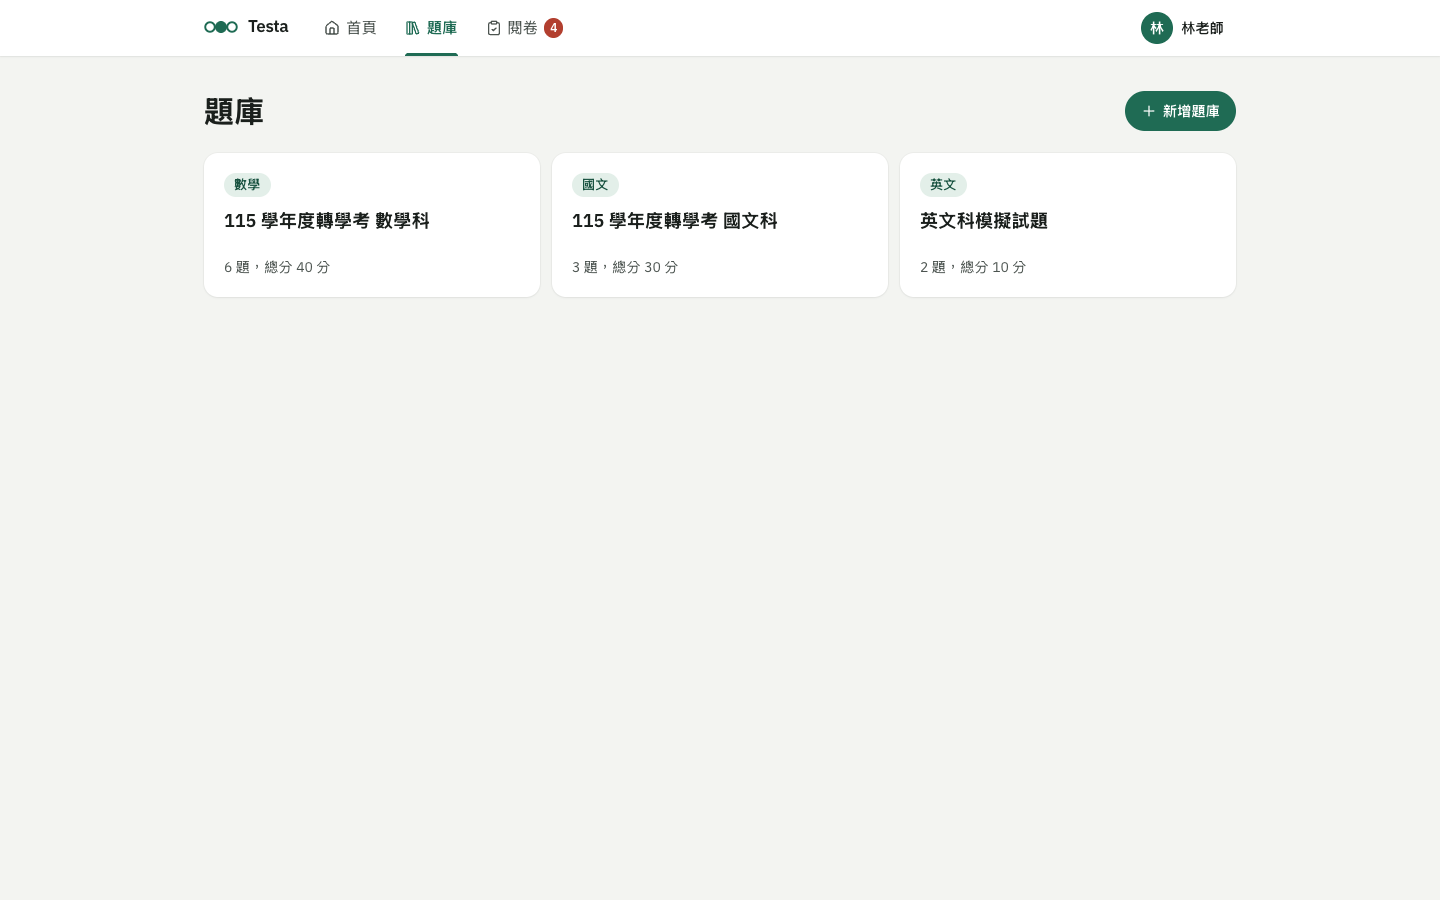 Testa
首頁
題庫
閱卷 4
林 林老師
題庫
新增題庫
數學
115 學年度轉學考 數學科
6 題，總分 40 分
國文
115 學年度轉學考 國文科
3 題，總分 30 分
英文
英文科模擬試題
2 題，總分 10 分